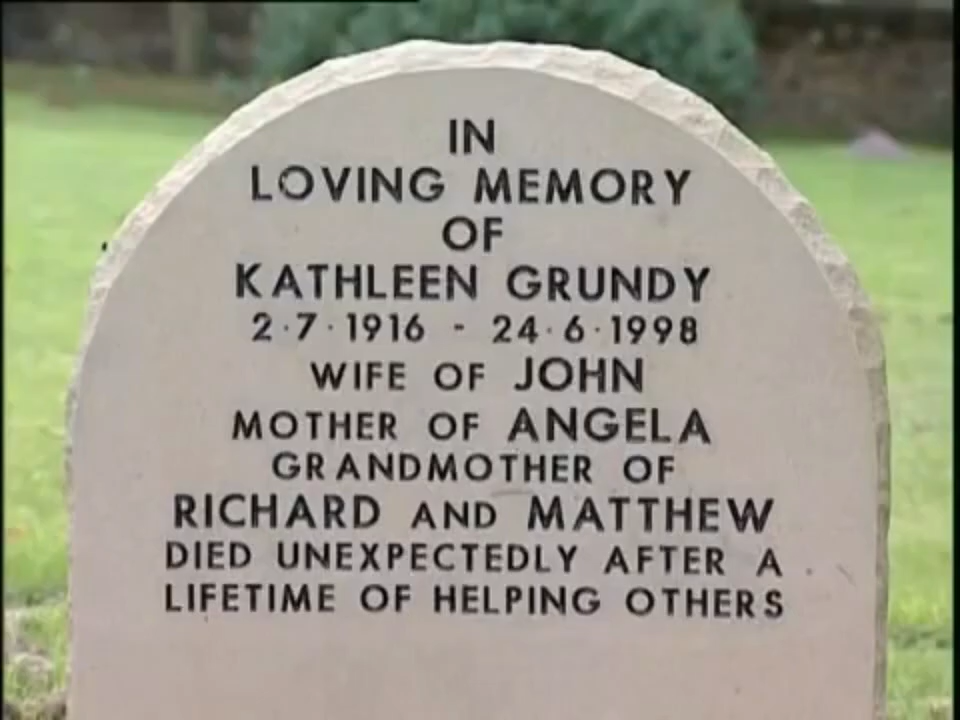 IN
LOVING MEMORY
OF
KATHLEEN GRUNDY
2·7·1916 - 24·6·1998
WIFE OF JOHN
MOTHER OF ANGELA
GRANDMOTHER OF
RICHARD AND MATTHEW
DIED UNEXPECTEDLY AFTER A
LIFETIME OF HELPING OTHERS